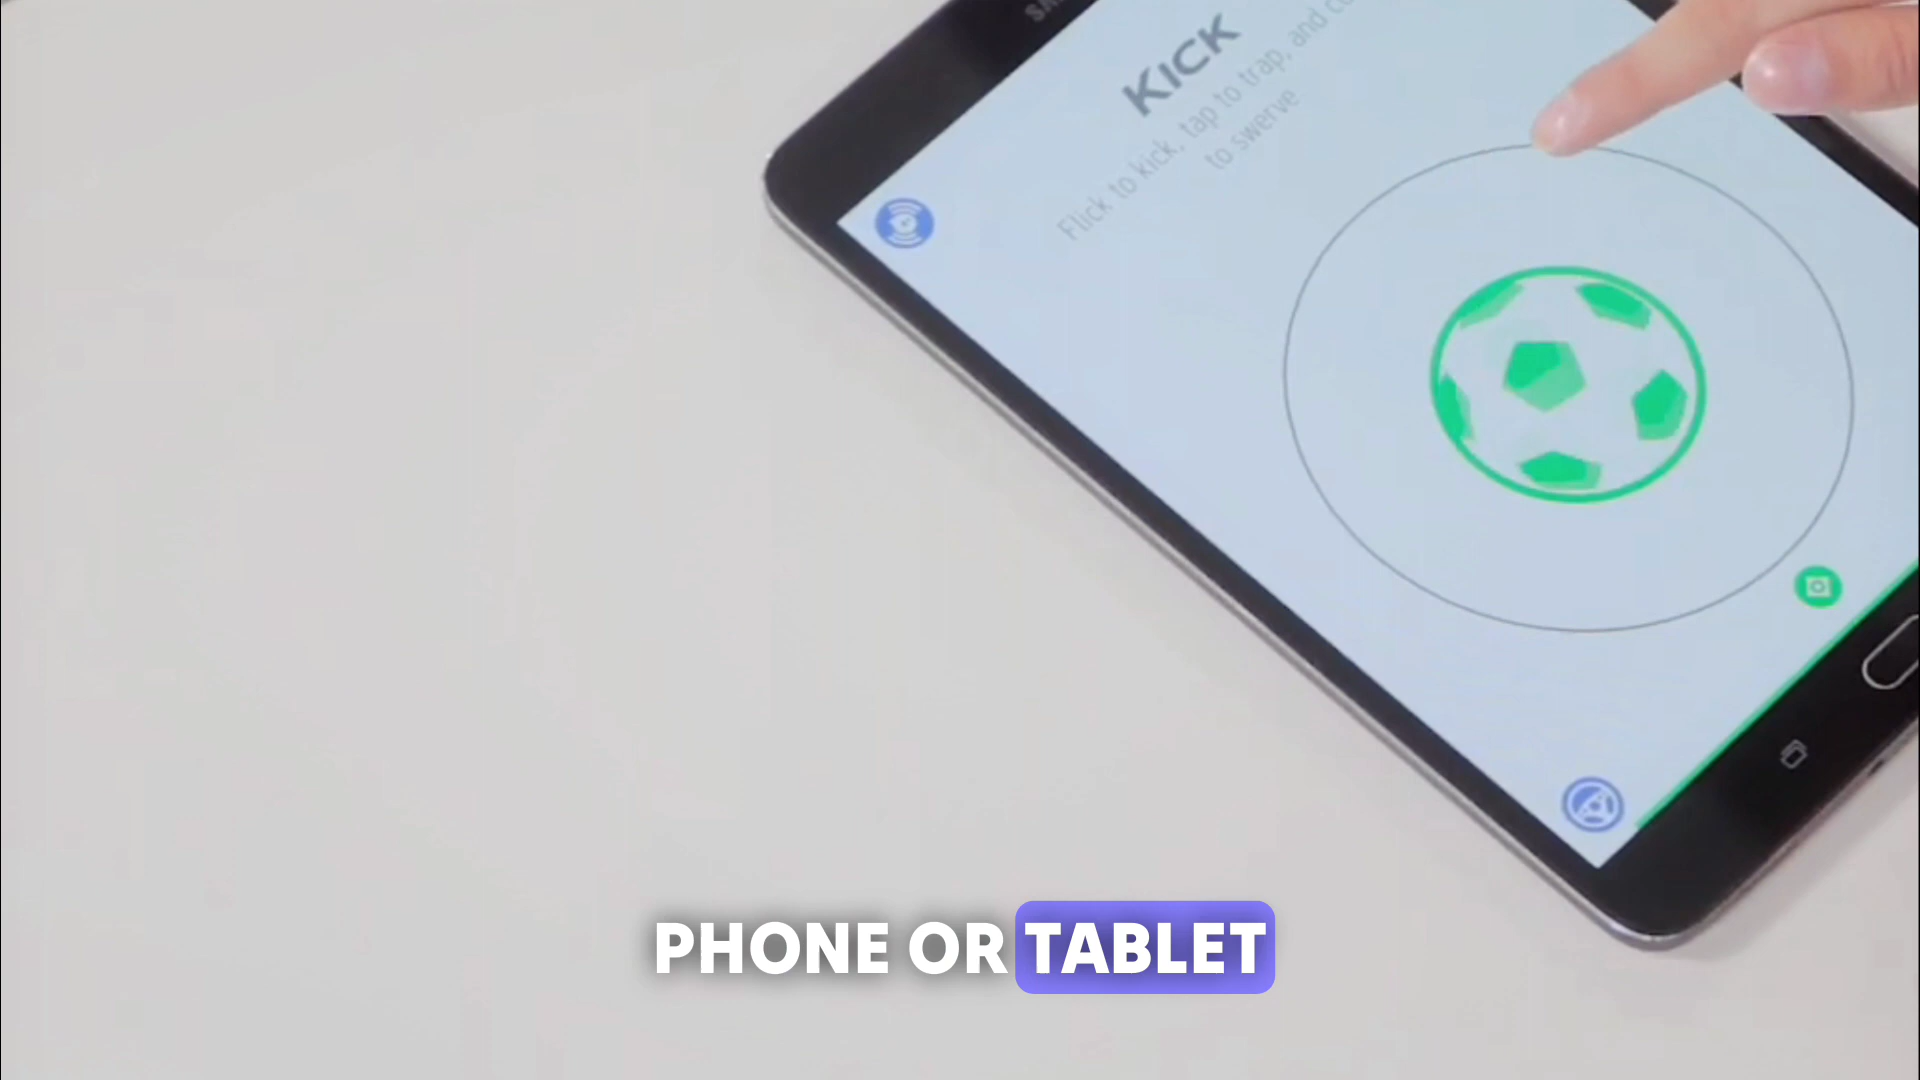 KICK
Flick to kick, tap to trap, and
to swerve
PHONE OR TABLET